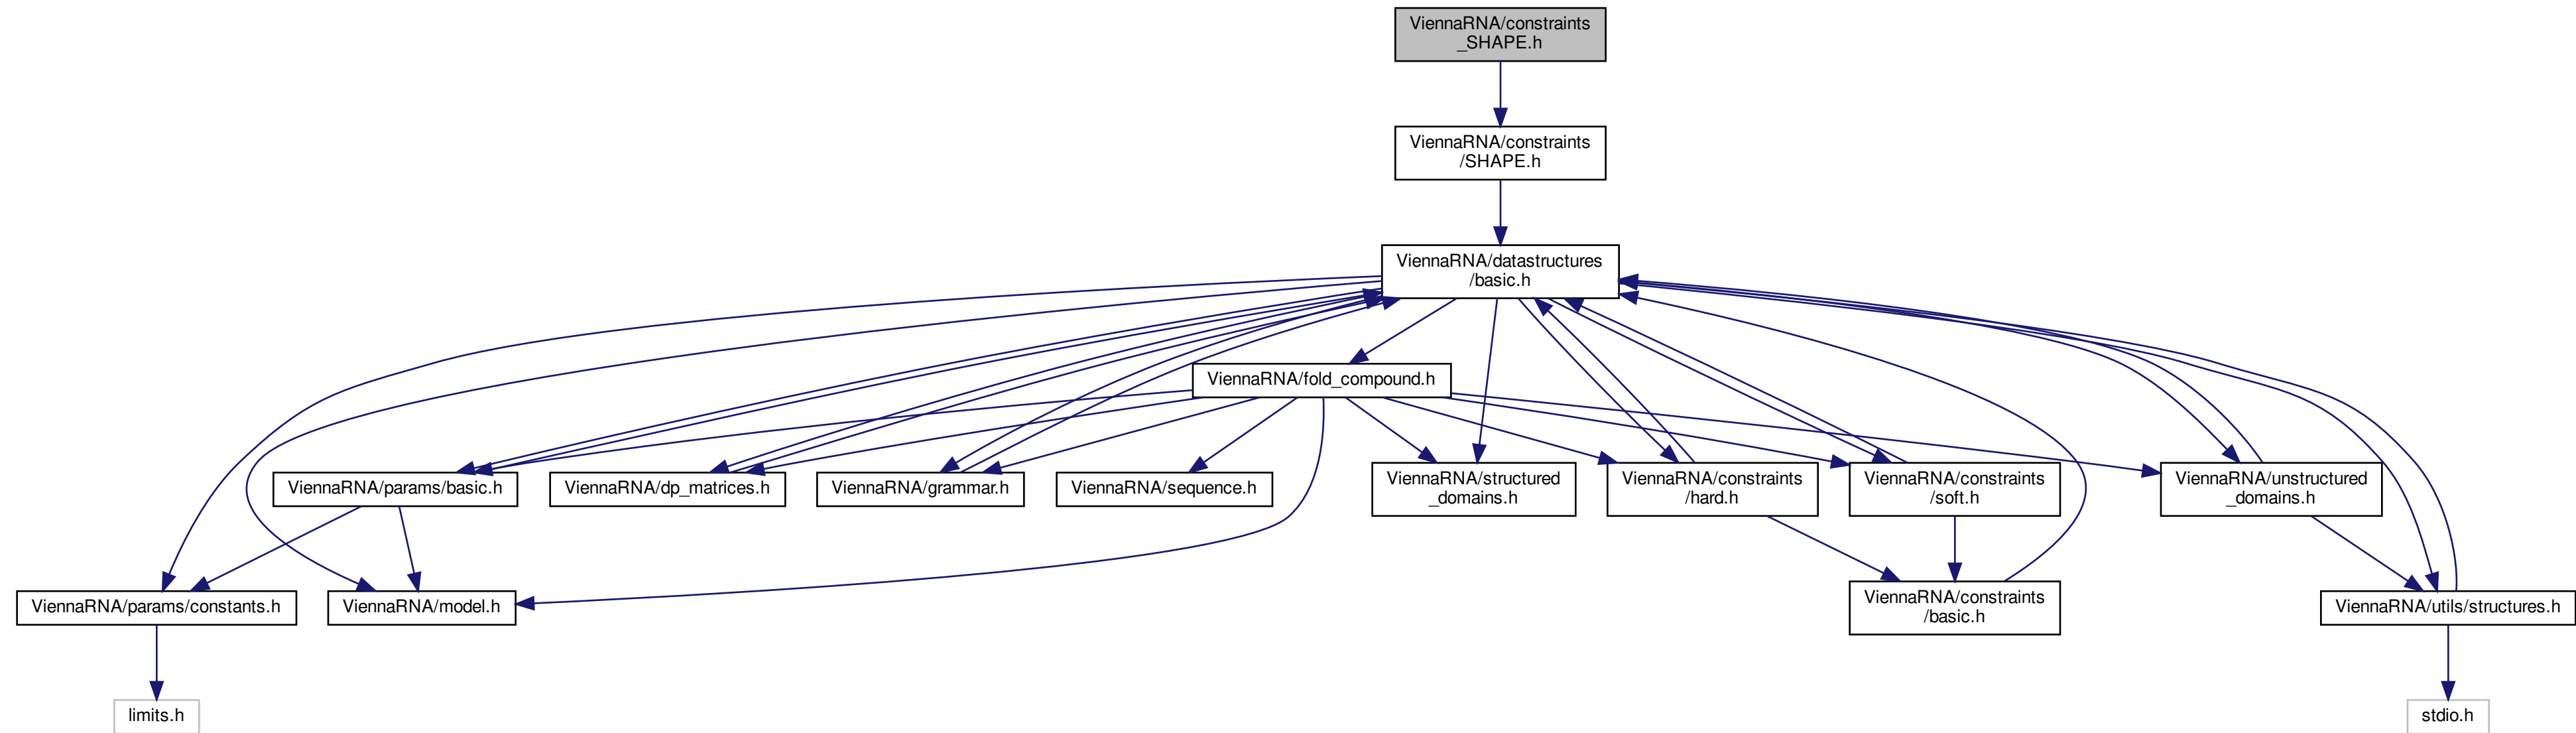 ViennaRNA/constraints
_SHAPE.h
ViennaRNA/constraints
/SHAPE.h
ViennaRNA/datastructures
/basic.h
ViennaRNA/fold_compound.h
ViennaRNA/params/basic.h
ViennaRNA/dp_matrices.h
ViennaRNA/grammar.h
ViennaRNA/sequence.h
ViennaRNA/structured
_domains.h
ViennaRNA/constraints
/hard.h
ViennaRNA/constraints
/soft.h
ViennaRNA/unstructured
_domains.h
ViennaRNA/params/constants.h
ViennaRNA/model.h
ViennaRNA/constraints
/basic.h
ViennaRNA/utils/structures.h
limits.h
stdio.h